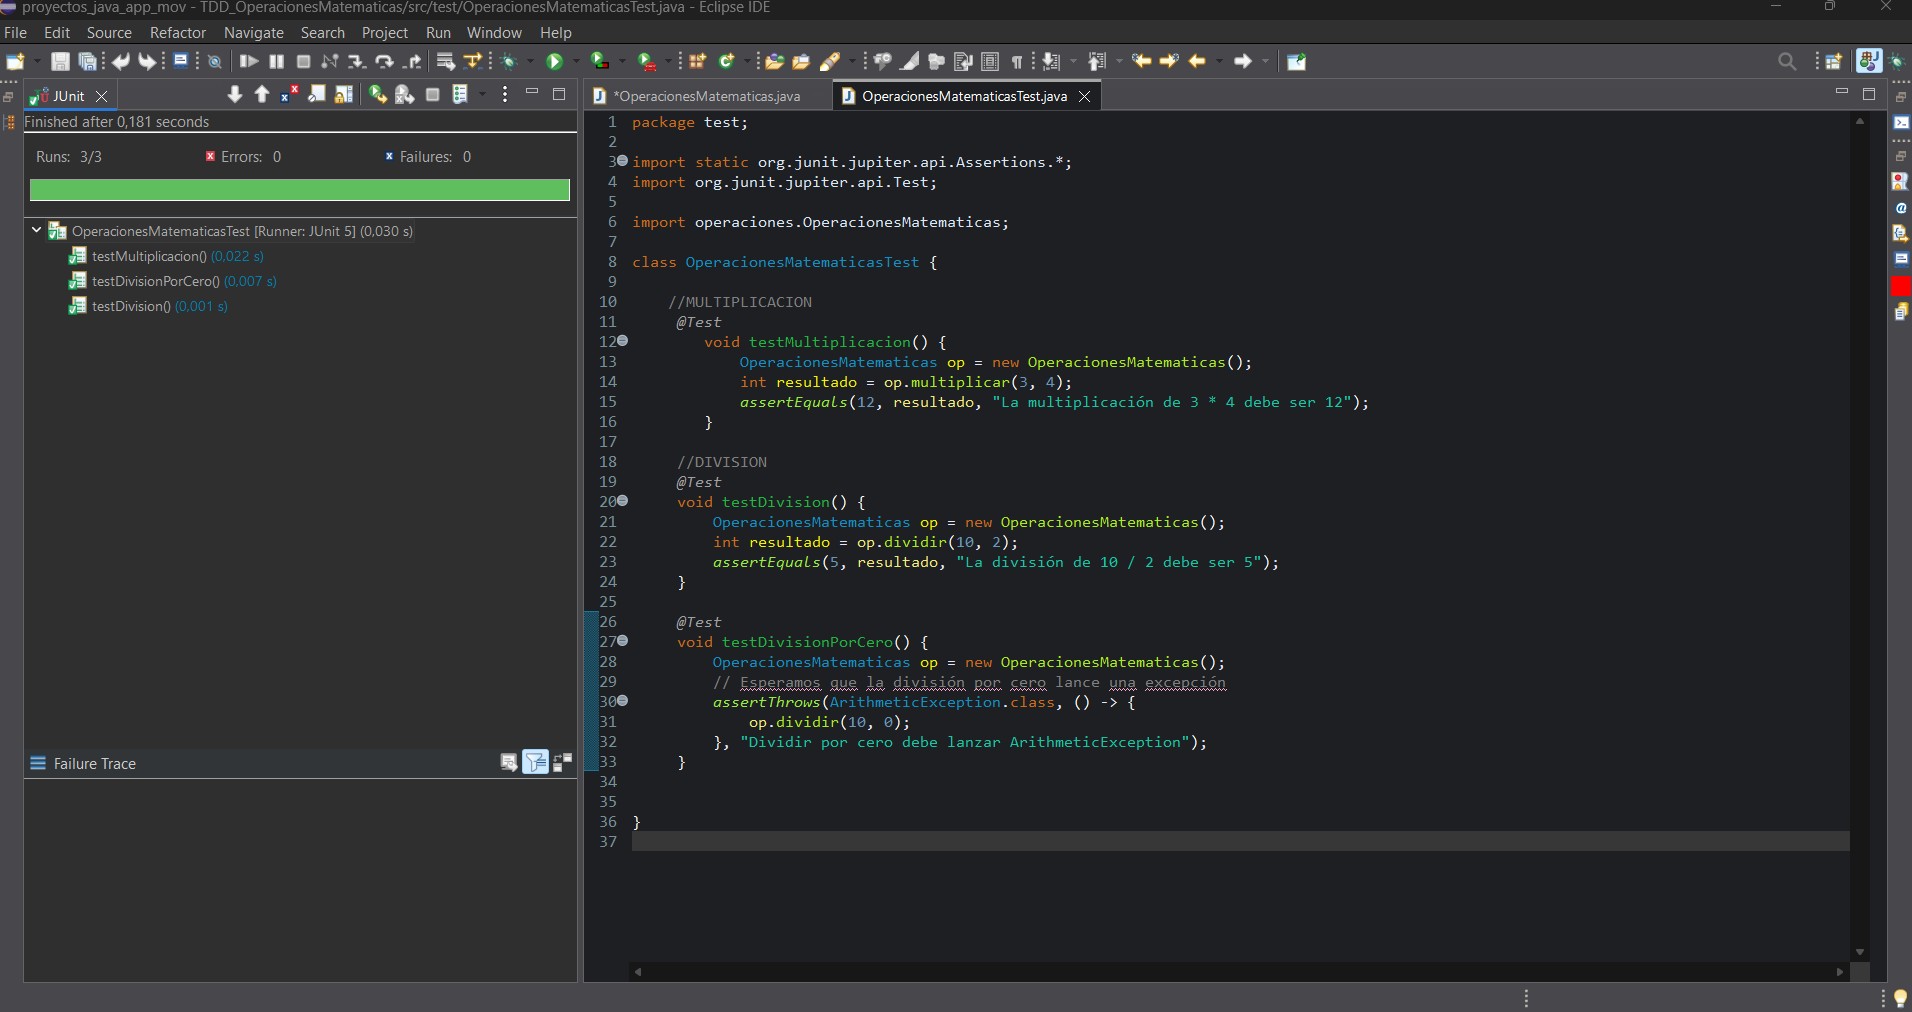 proyectos_java_app_mov - TDD_OperacionesMatematicas/src/test/OperacionesMatematicasTest.java - Eclipse IDE
File Edit Source Refactor Navigate Search Project Run Window Help
JUnit
Finished after 0,181 seconds
Runs: 3/3 Errors: 0 Failures: 0
OperacionesMatematicasTest [Runner: JUnit 5] (0,030 s)
testMultiplicacion() (0,022 s)
testDivisionPorCero() (0,007 s)
testDivision() (0,001 s)
Failure Trace
*OperacionesMatematicas.java OperacionesMatematicasTest.java
1 package test;
2
3 import static org.junit.jupiter.api.Assertions.*;
4 import org.junit.jupiter.api.Test;
5
6 import operaciones.OperacionesMatematicas;
7
8 class OperacionesMatematicasTest {
9
10 //MULTIPLICACION
11 @Test
12 void testMultiplicacion() {
13 OperacionesMatematicas op = new OperacionesMatematicas();
14 int resultado = op.multiplicar(3, 4);
15 assertEquals(12, resultado, "La multiplicación de 3 * 4 debe ser 12");
16 }
17
18 //DIVISION
19 @Test
20 void testDivision() {
21 OperacionesMatematicas op = new OperacionesMatematicas();
22 int resultado = op.dividir(10, 2);
23 assertEquals(5, resultado, "La división de 10 / 2 debe ser 5");
24 }
25
26 @Test
27 void testDivisionPorCero() {
28 OperacionesMatematicas op = new OperacionesMatematicas();
29 // Esperamos que la división por cero lance una excepción
30 assertThrows(ArithmeticException.class, () -> {
31 op.dividir(10, 0);
32 }, "Dividir por cero debe lanzar ArithmeticException");
33 }
34
35
36 }
37